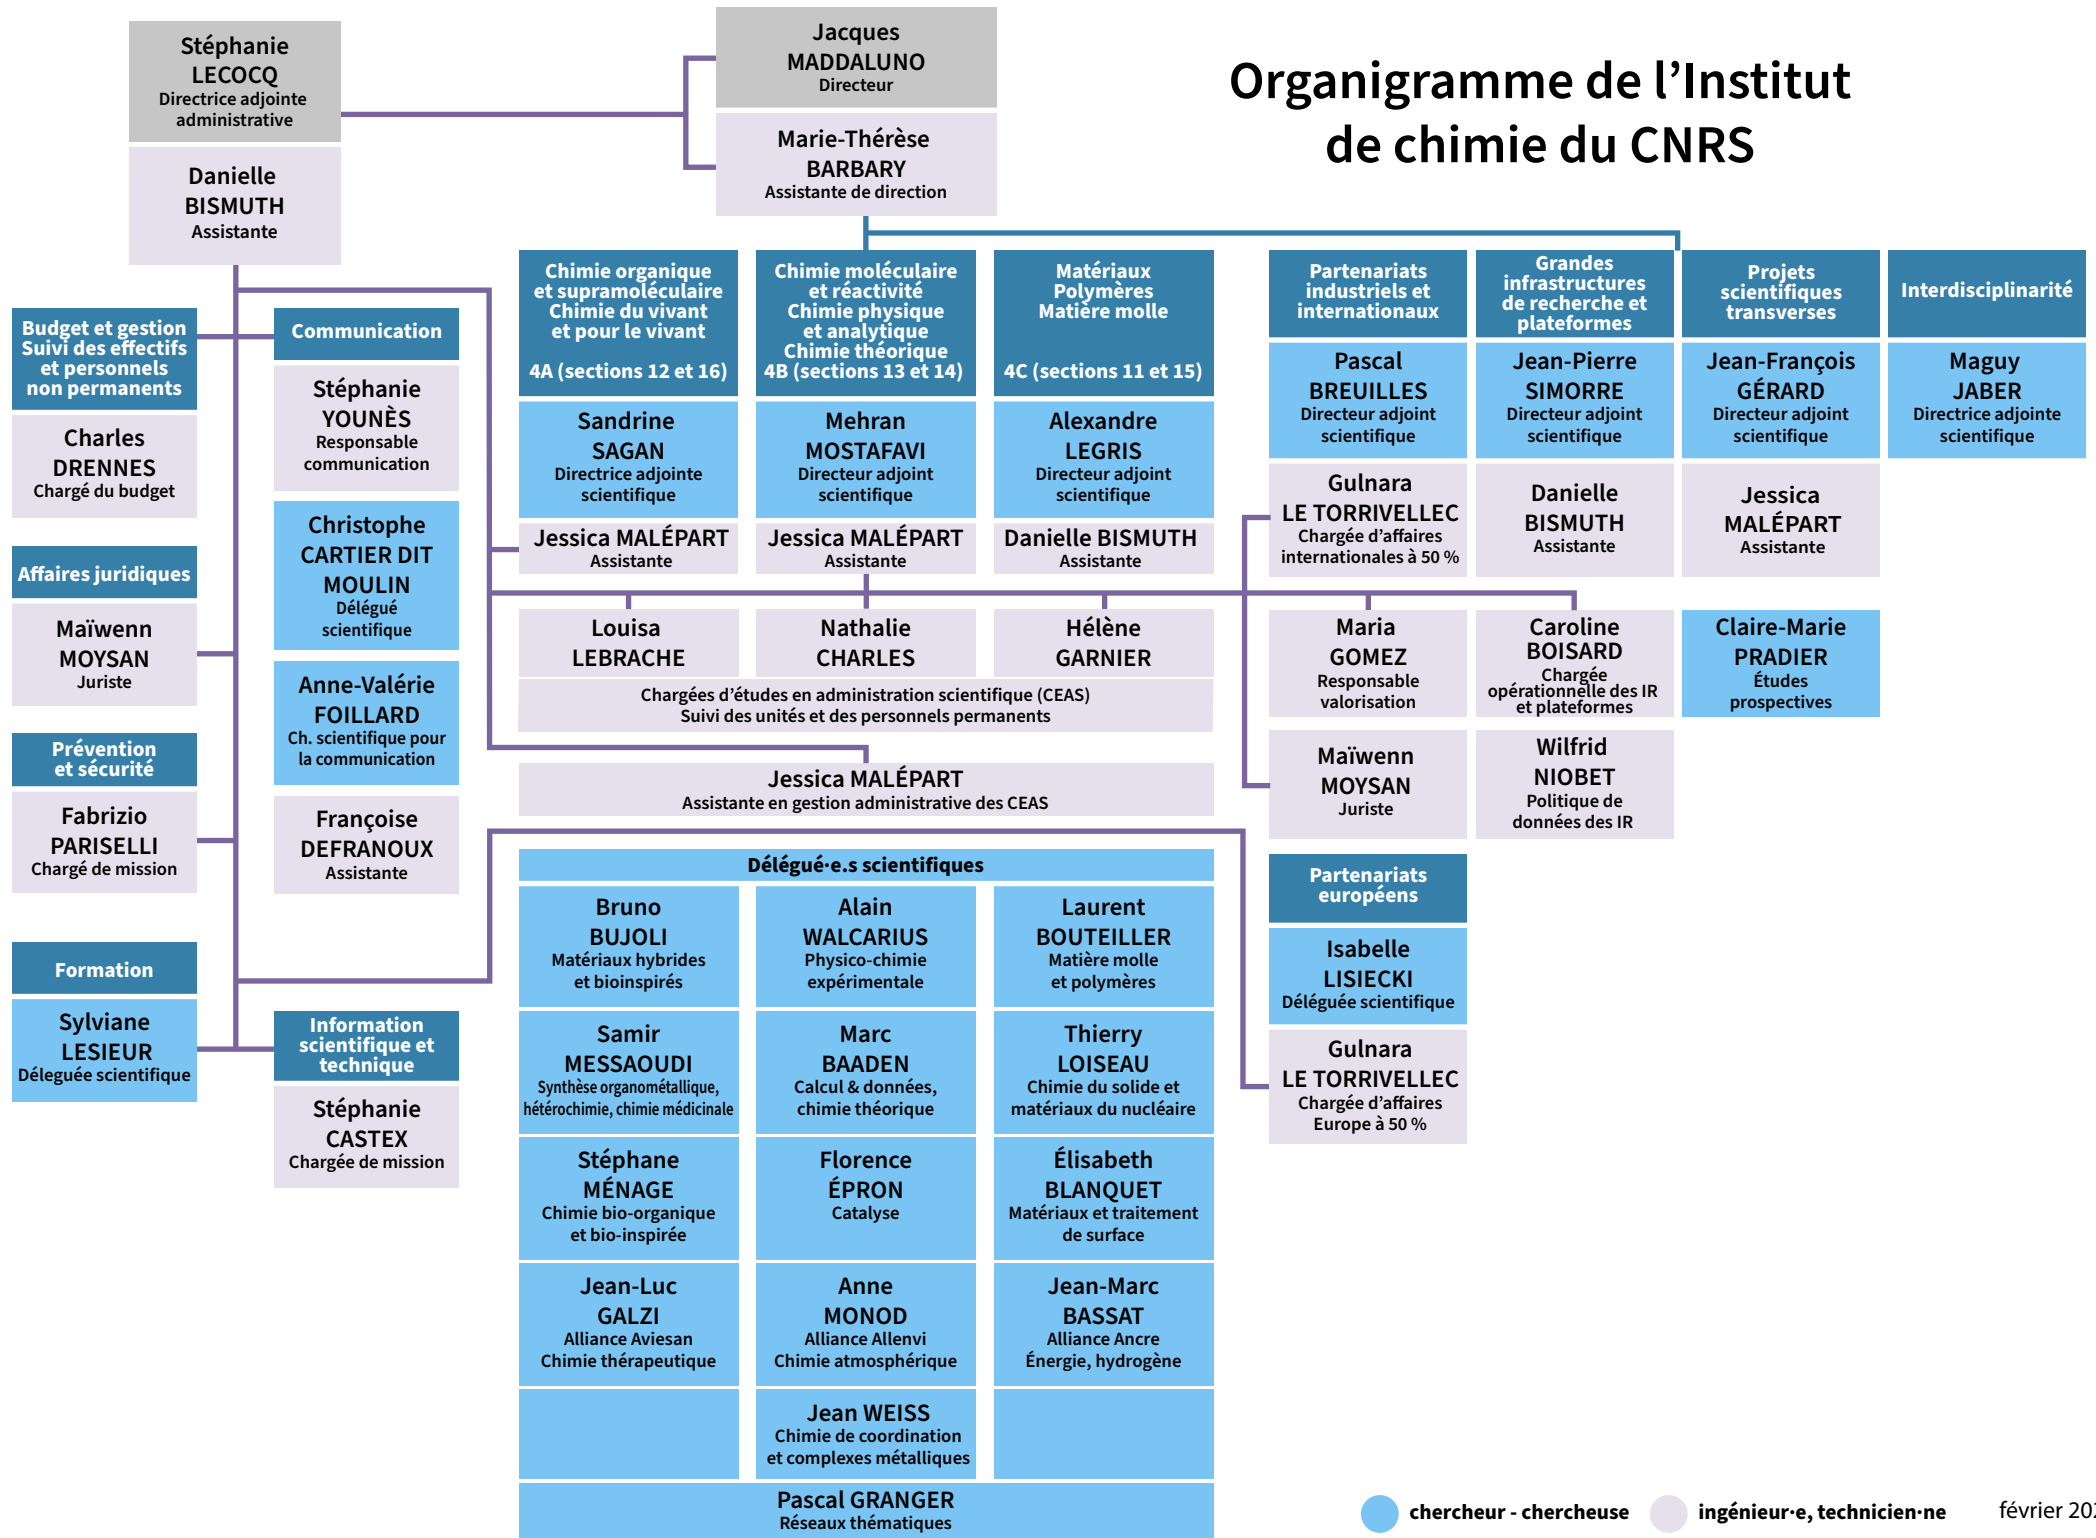 Organigramme de l’Institut
de chimie du CNRS
Stéphanie
LECOCQ
Directrice adjointe
administrative
Danielle
BISMUTH
Assistante
Jacques
MADDALUNO
Directeur
Marie-Thérèse
BARBARY
Assistante de direction
Budget et gestion
Suivi des effectifs
et personnels
non permanents
Charles
DRENNES
Chargé du budget
Affaires juridiques
Maïwenn
MOYSAN
Juriste
Prévention
et sécurité
Fabrizio
PARISELLI
Chargé de mission
Formation
Sylviane
LESIEUR
Déleguée scientifique
Communication
Stéphanie
YOUNÈS
Responsable
communication
Christophe
CARTIER DIT
MOULIN
Délégué
scientifique
Anne-Valérie
FOILLARD
Ch. scientifique pour
la communication
Françoise
DEFRANOUX
Assistante
Information
scientifique et
technique
Stéphanie
CASTEX
Chargée de mission
Chimie organique
et supramoléculaire
Chimie du vivant
et pour le vivant
4A (sections 12 et 16)
Sandrine
SAGAN
Directrice adjointe
scientifique
Jessica MALÉPART
Assistante
Chimie moléculaire
et réactivité
Chimie physique
et analytique
Chimie théorique
4B (sections 13 et 14)
Mehran
MOSTAFAVI
Directeur adjoint
scientifique
Jessica MALÉPART
Assistante
Matériaux
Polymères
Matière molle
4C (sections 11 et 15)
Alexandre
LEGRIS
Directeur adjoint
scientifique
Danielle BISMUTH
Assistante
Louisa
LEBRACHE
Nathalie
CHARLES
Hélène
GARNIER
Chargées d’études en administration scientifique (CEAS)
Suivi des unités et des personnels permanents
Jessica MALÉPART
Assistante en gestion administrative des CEAS
Délégué·e.s scientifiques
Bruno
BUJOLI
Matériaux hybrides
et bioinspirés
Alain
WALCARIUS
Physico-chimie
expérimentale
Laurent
BOUTEILLER
Matière molle
et polymères
Samir
MESSAOUDI
Synthèse organométallique,
hétérochimie, chimie médicinale
Marc
BAADEN
Calcul & données,
chimie théorique
Thierry
LOISEAU
Chimie du solide et
matériaux du nucléaire
Stéphane
MÉNAGE
Chimie bio-organique
et bio-inspirée
Florence
ÉPRON
Catalyse
Élisabeth
BLANQUET
Matériaux et traitement
de surface
Jean-Luc
GALZI
Alliance Aviesan
Chimie thérapeutique
Anne
MONOD
Alliance Allenvi
Chimie atmosphérique
Jean-Marc
BASSAT
Alliance Ancre
Énergie, hydrogène
Jean WEISS
Chimie de coordination
et complexes métalliques
Pascal GRANGER
Réseaux thématiques
Partenariats
industriels et
internationaux
Pascal
BREUILLES
Directeur adjoint
scientifique
Gulnara
LE TORRIVELLEC
Chargée d’affaires
internationales à 50 %
Maria
GOMEZ
Responsable
valorisation
Maïwenn
MOYSAN
Juriste
Partenariats
européens
Isabelle
LISIECKI
Déléguée scientifique
Gulnara
LE TORRIVELLEC
Chargée d’affaires
Europe à 50 %
Grandes
infrastructures
de recherche et
plateformes
Jean-Pierre
SIMORRE
Directeur adjoint
scientifique
Danielle
BISMUTH
Assistante
Caroline
BOISARD
Chargée
opérationnelle des IR
et plateformes
Wilfrid
NIOBET
Politique de
données des IR
Projets
scientifiques
transverses
Jean-François
GÉRARD
Directeur adjoint
scientifique
Jessica
MALÉPART
Assistante
Claire-Marie
PRADIER
Études
prospectives
Interdisciplinarité
Maguy
JABER
Directrice adjointe
scientifique
chercheur - chercheuse
ingénieur·e, technicien·ne
février